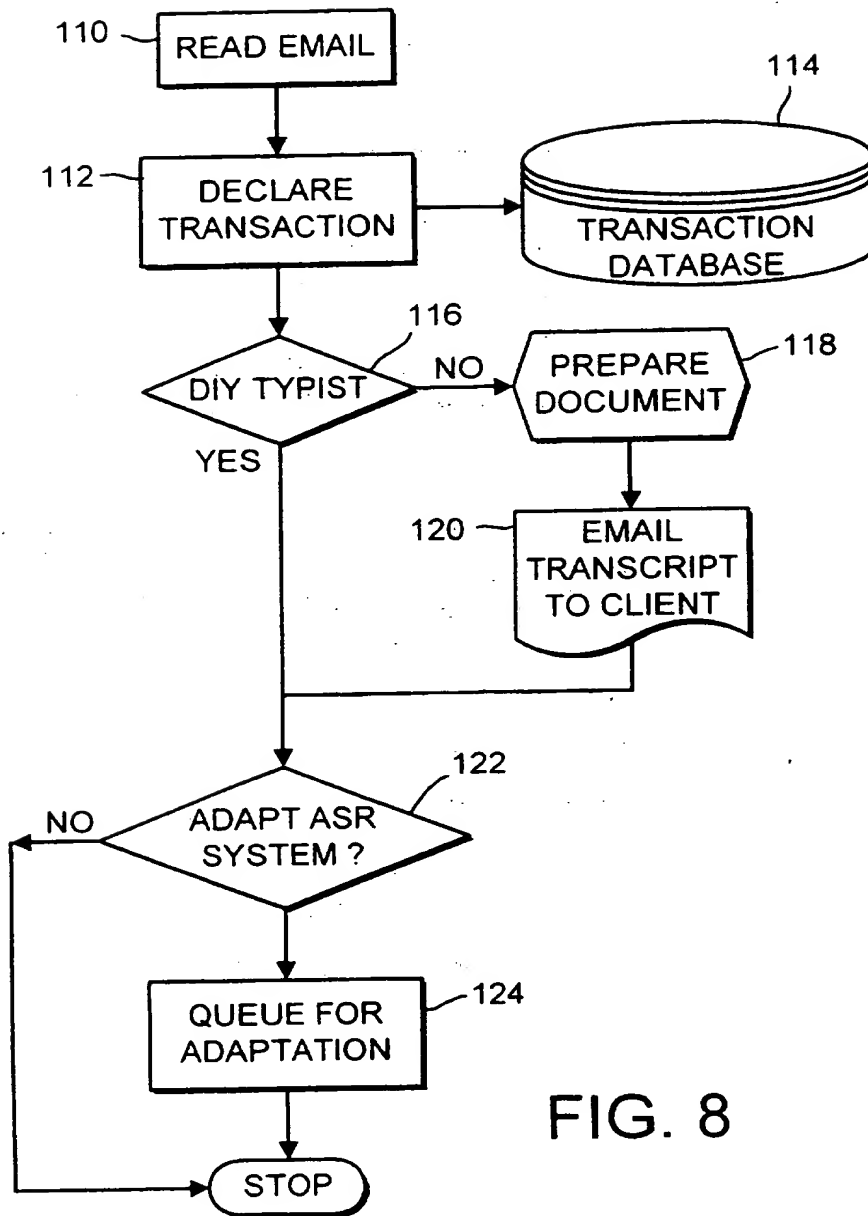 110
READ EMAIL
114
112
DECLARE
TRANSACTION
TRANSACTION
DATABASE
116
DIY TYPIST
NO
118
PREPARE
DOCUMENT
YES
120
EMAIL
TRANSCRIPT
TO CLIENT
122
NO
ADAPT ASR
SYSTEM ?
124
QUEUE FOR
ADAPTATION
STOP
FIG. 8